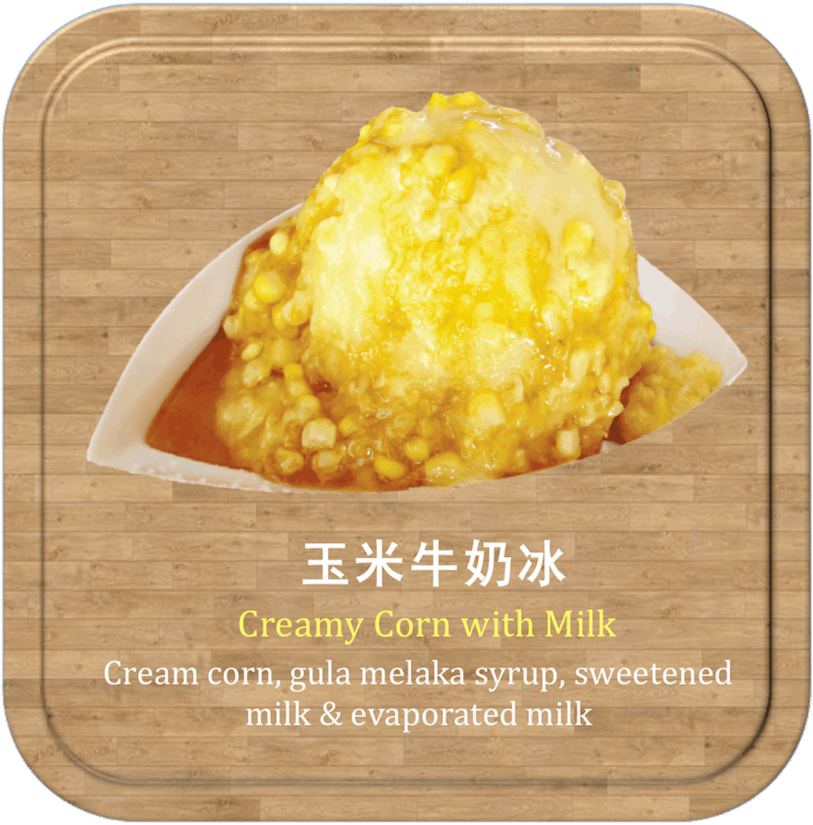 玉米牛奶冰
Creamy Corn with Milk
Cream corn, gula melaka syrup, sweetened
milk & evaporated milk